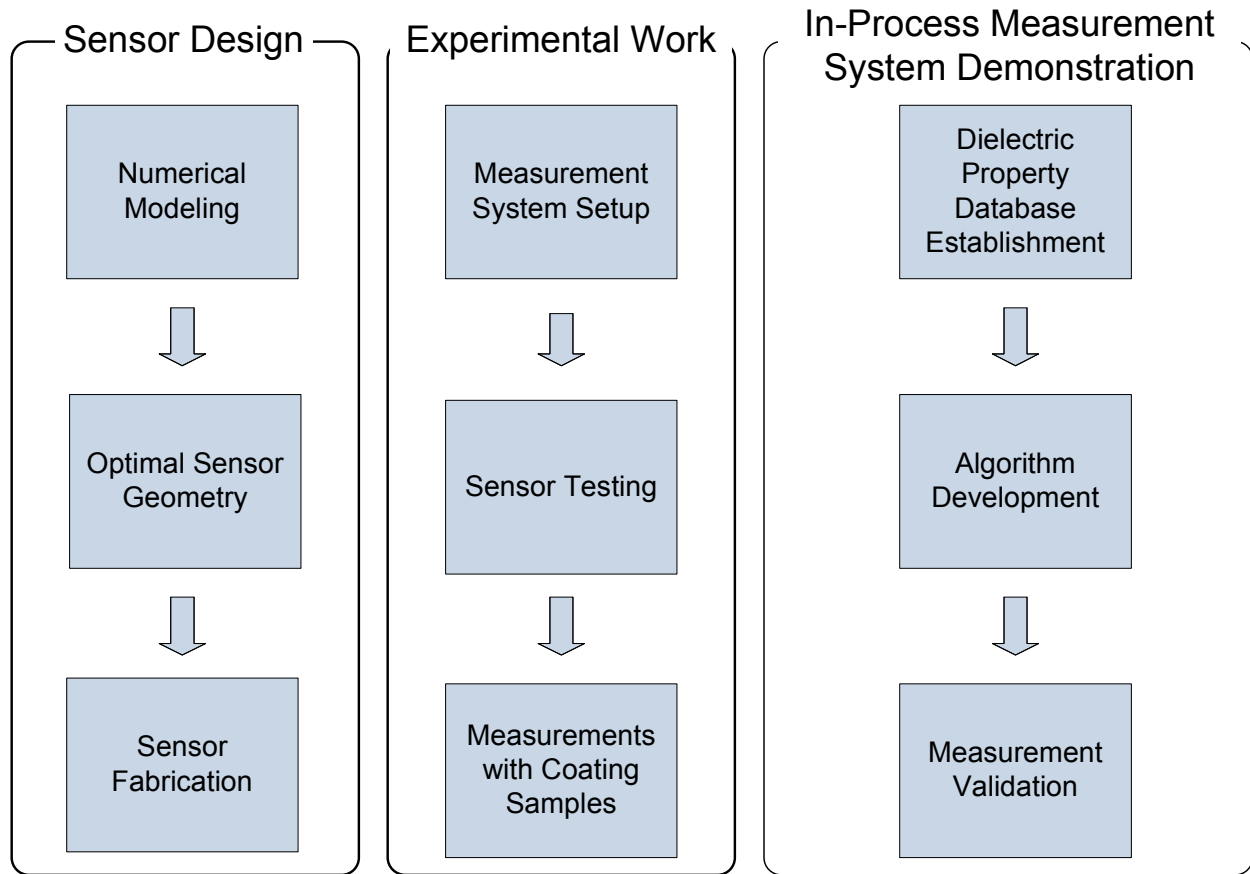 Sensor Design
Numerical
Modeling
Optimal Sensor
Geometry
Sensor
Fabrication
Experimental Work
Measurement
System Setup
Sensor Testing
Measurements
with Coating
Samples
In-Process Measurement
System Demonstration
Dielectric
Property
Database
Establishment
Algorithm
Development
Measurement
Validation